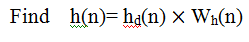 Find h(n)= hd(n) × Wh(n)